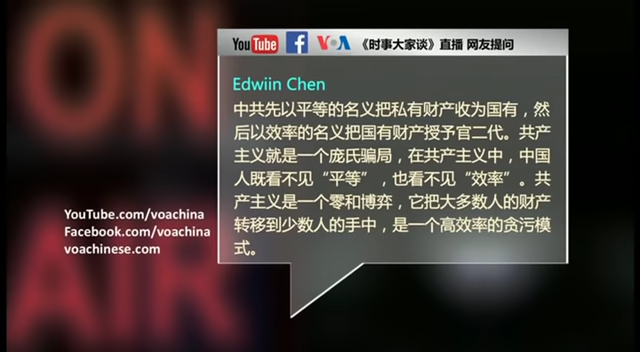 ON
AIR
YouTube f VOA 《时事大家谈》直播 网友提问
Edwiin Chen
中共先以平等的名义把私有财产收为国有，然
后以效率的名义把国有财产授予官二代。共产
主义就是一个庞氏骗局，在共产主义中，中国
人既看不见“平等”，也看不见“效率”。共
产主义是一个零和博弈，它把大多数人的财产
转移到少数人的手中，是一个高效率的贪污模
式。
YouTube.com/voachina
Facebook.com/voachina
voachinese.com